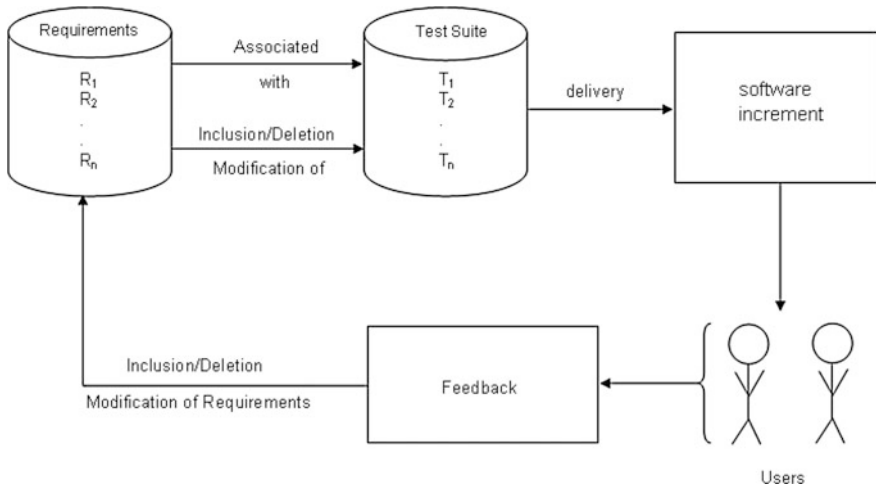 Requirements
R1
R2
.
.
Rn
Associated
with
Inclusion/Deletion
Modification of
Test Suite
T1
T2
.
.
Tn
delivery
software
increment
Inclusion/Deletion
Modification of Requirements
Feedback
Users